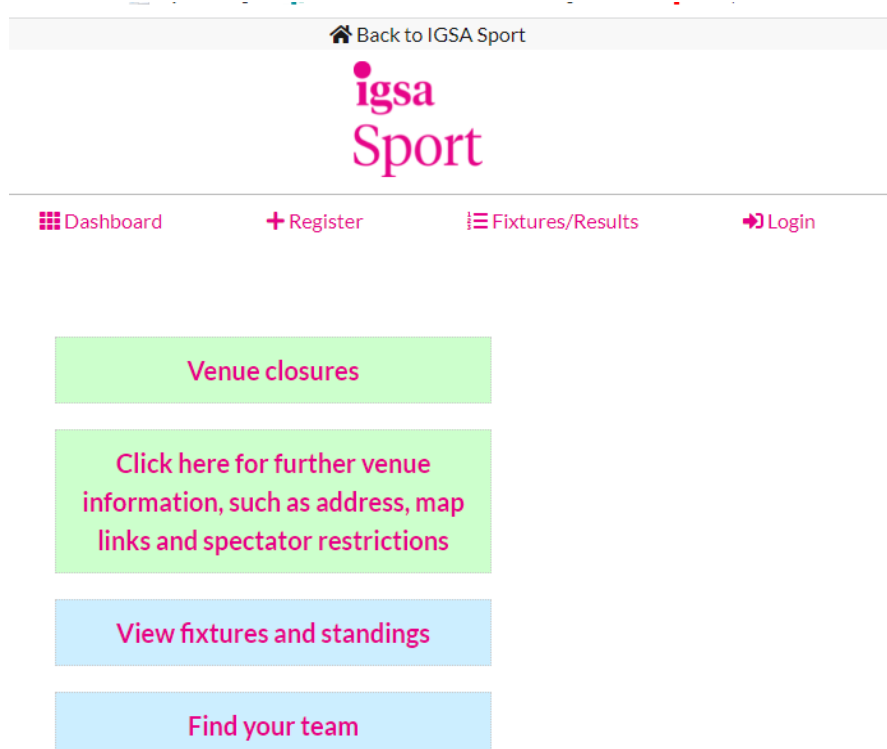 Back to IGSA Sport
igsa
Sport
Dashboard
Register
Fixtures/Results
Login
Venue closures
Click here for further venue
information, such as address, map
links and spectator restrictions
View fixtures and standings
Find your team